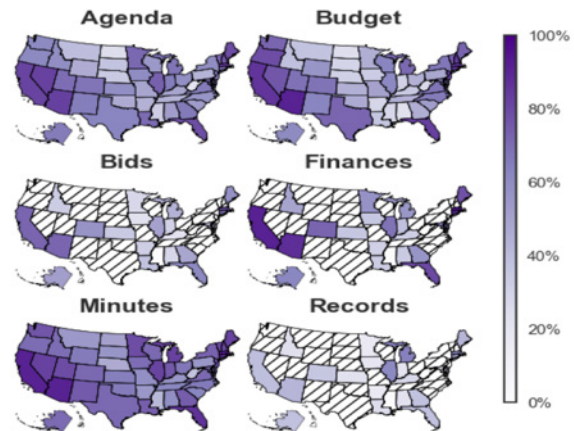 Agenda Budget
100%
80%
Bids Finances
60%
40%
Minutes Records
20%
0%